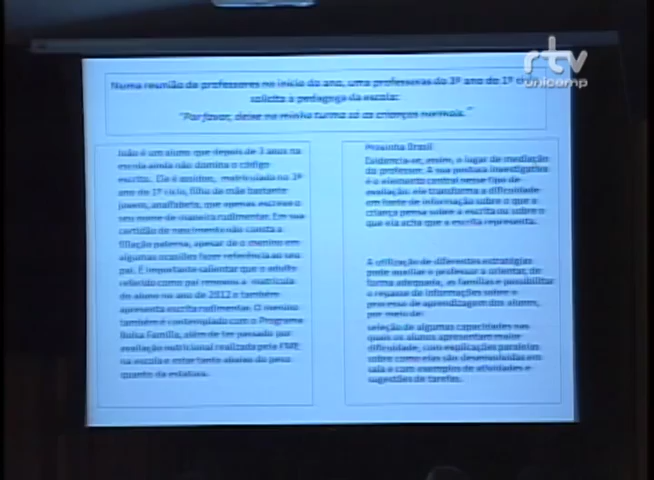 rtv
unicamp
Numa reunião de professores no início do ano, uma professora do 3º ano do 1º
solicita a pedagoga da escola:
"Por favor, deixe na minha turma só as crianças normais."
João é um aluno que depois de 3 anos na
escola ainda não domina o código
escrito. Ele é menino, matriculado no 3º
ano do 1º ciclo, filho de mãe bastante
jovem, analfabeta, que apenas escreve o
seu nome de maneira rudimentar. Em sua
certidão de nascimento não consta a
filiação paterna, apesar de o menino em
algumas ocasiões fazer referência ao seu
pai. É importante salientar que o adulto
referido como pai renovou a matrícula
do aluno no ano de 2012 e também
apresenta escrita rudimentar. O menino
também é contemplado com o Programa
Bolsa Família, além de ter passado por
avaliação nutricional realizada pela FME
na escola e estar tanto abaixo do peso
quanto da estatura.
Provinha Brasil
Evidencia-se, assim, o lugar de mediação
do professor. A sua postura investigativa
é o elemento central nesse tipo de
avaliação: ele transforma a dificuldade
em fonte de informação sobre o que a
criança pensa sobre a escrita ou sobre o
que ela acha que a escrita representa.
A utilização de diferentes estratégias
pode auxiliar o professor a orientar, de
forma adequada, as famílias e possibilitar
o repasse de informações sobre o
processo de aprendizagem dos alunos,
por meio de:
seleção de algumas capacidades nas
quais os alunos apresentam maior
dificuldade, com explicações paralelas
sobre como elas são desenvolvidas em
sala e com exemplos de atividades e
sugestões de tarefas.